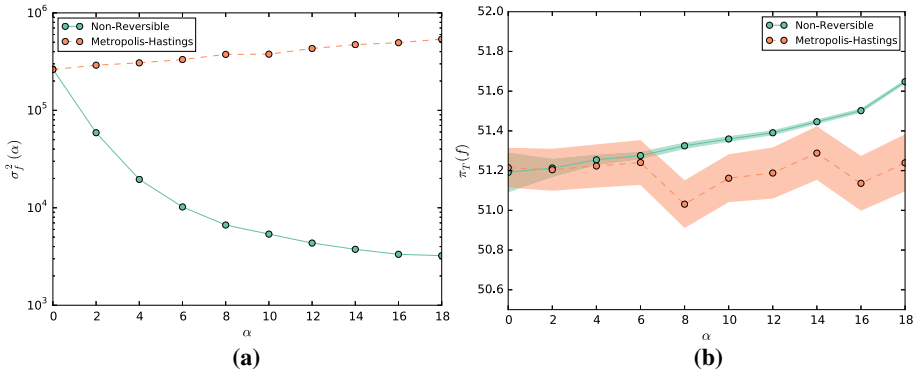 Non-Reversible
Metropolis-Hastings
10^6
10^5
10^4
10^3
σ_f^2 (α)
0 2 4 6 8 10 12 14 16 18
α
(a)
Non-Reversible
Metropolis-Hastings
52.0
51.8
51.6
51.4
51.2
51.0
50.8
50.6
π_T (f)
0 2 4 6 8 10 12 14 16 18
α
(b)